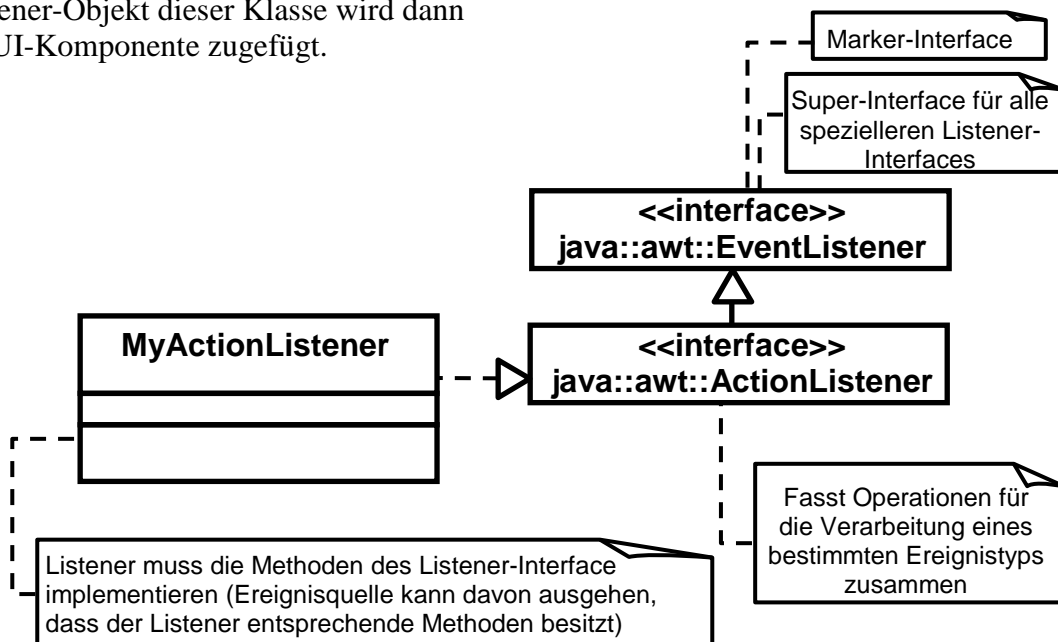 ener-Objekt dieser Klasse wird dann
UI-Komponente zugefügt.
Marker-Interface
Super-Interface für alle
spezielleren Listener-
Interfaces
<<interface>>
java::awt::EventListener
MyActionListener
<<interface>>
java::awt::ActionListener
Fasst Operationen für
die Verarbeitung eines
bestimmten Ereignistyps
zusammen
Listener muss die Methoden des Listener-Interface
implementieren (Ereignisquelle kann davon ausgehen,
dass der Listener entsprechende Methoden besitzt)